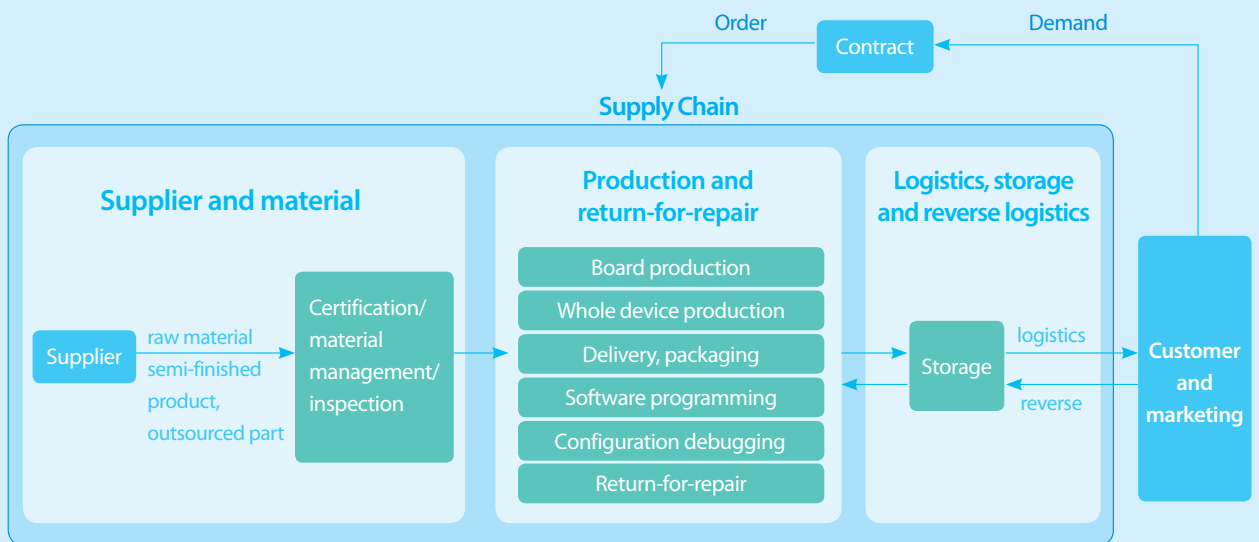 Order
Demand
Contract
Supply Chain
Supplier and material
Supplier
raw material
semi-finished
product,
outsourced part
Certification/
material
management/
inspection
Production and
return-for-repair
Board production
Whole device production
Delivery, packaging
Software programming
Configuration debugging
Return-for-repair
Logistics, storage
and reverse logistics
Storage
logistics
reverse
Customer
and
marketing